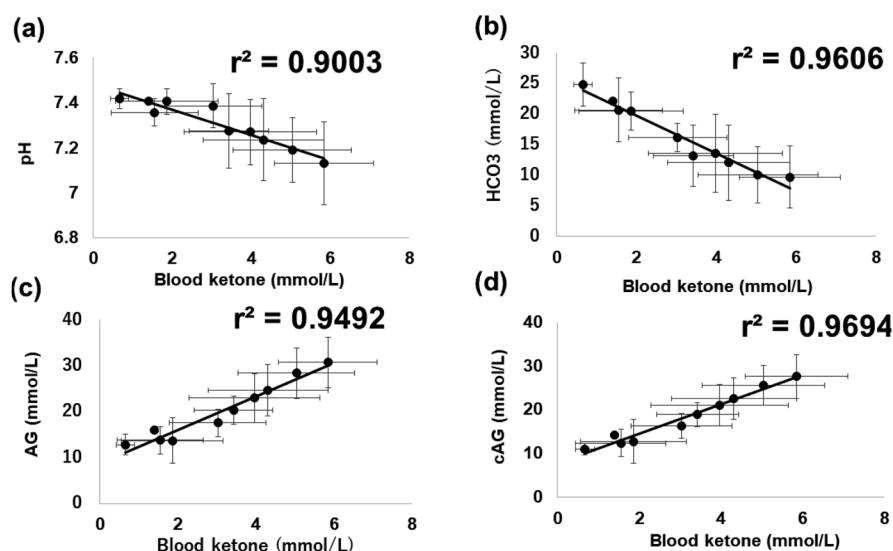 (a)
r² = 0.9003
7.6
7.4
7.2
7
6.8
pH
0 2 4 6 8
Blood ketone (mmol/L)
(b)
r² = 0.9606
30
25
20
15
10
5
0
HCO3 (mmol/L)
0 2 4 6 8
Blood ketone (mmol/L)
(c)
r² = 0.9492
40
30
20
10
0
AG (mmol/L)
0 2 4 6 8
Blood ketone (mmol/L)
(d)
r² = 0.9694
40
30
20
10
0
cAG (mmol/L)
0 2 4 6 8
Blood ketone (mmol/L)